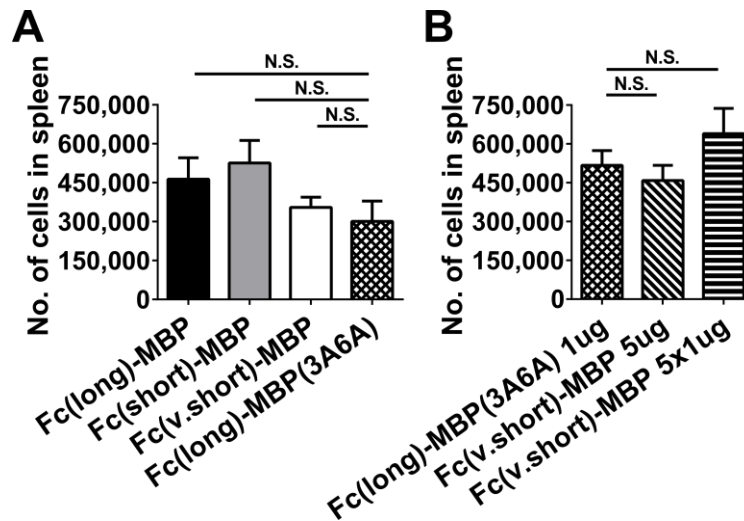 A
No. of cells in spleen
N.S.
N.S.
N.S.
750,000
600,000
450,000
300,000
150,000
0
Fc(long)-MBP
Fc(short)-MBP
Fc(v.short)-MBP
Fc(long)-MBP(3A6A)
B
No. of cells in spleen
N.S.
N.S.
750,000
600,000
450,000
300,000
150,000
0
Fc(long)-MBP(3A6A) 1ug
Fc(v.short)-MBP 5ug
Fc(v.short)-MBP 5x1ug